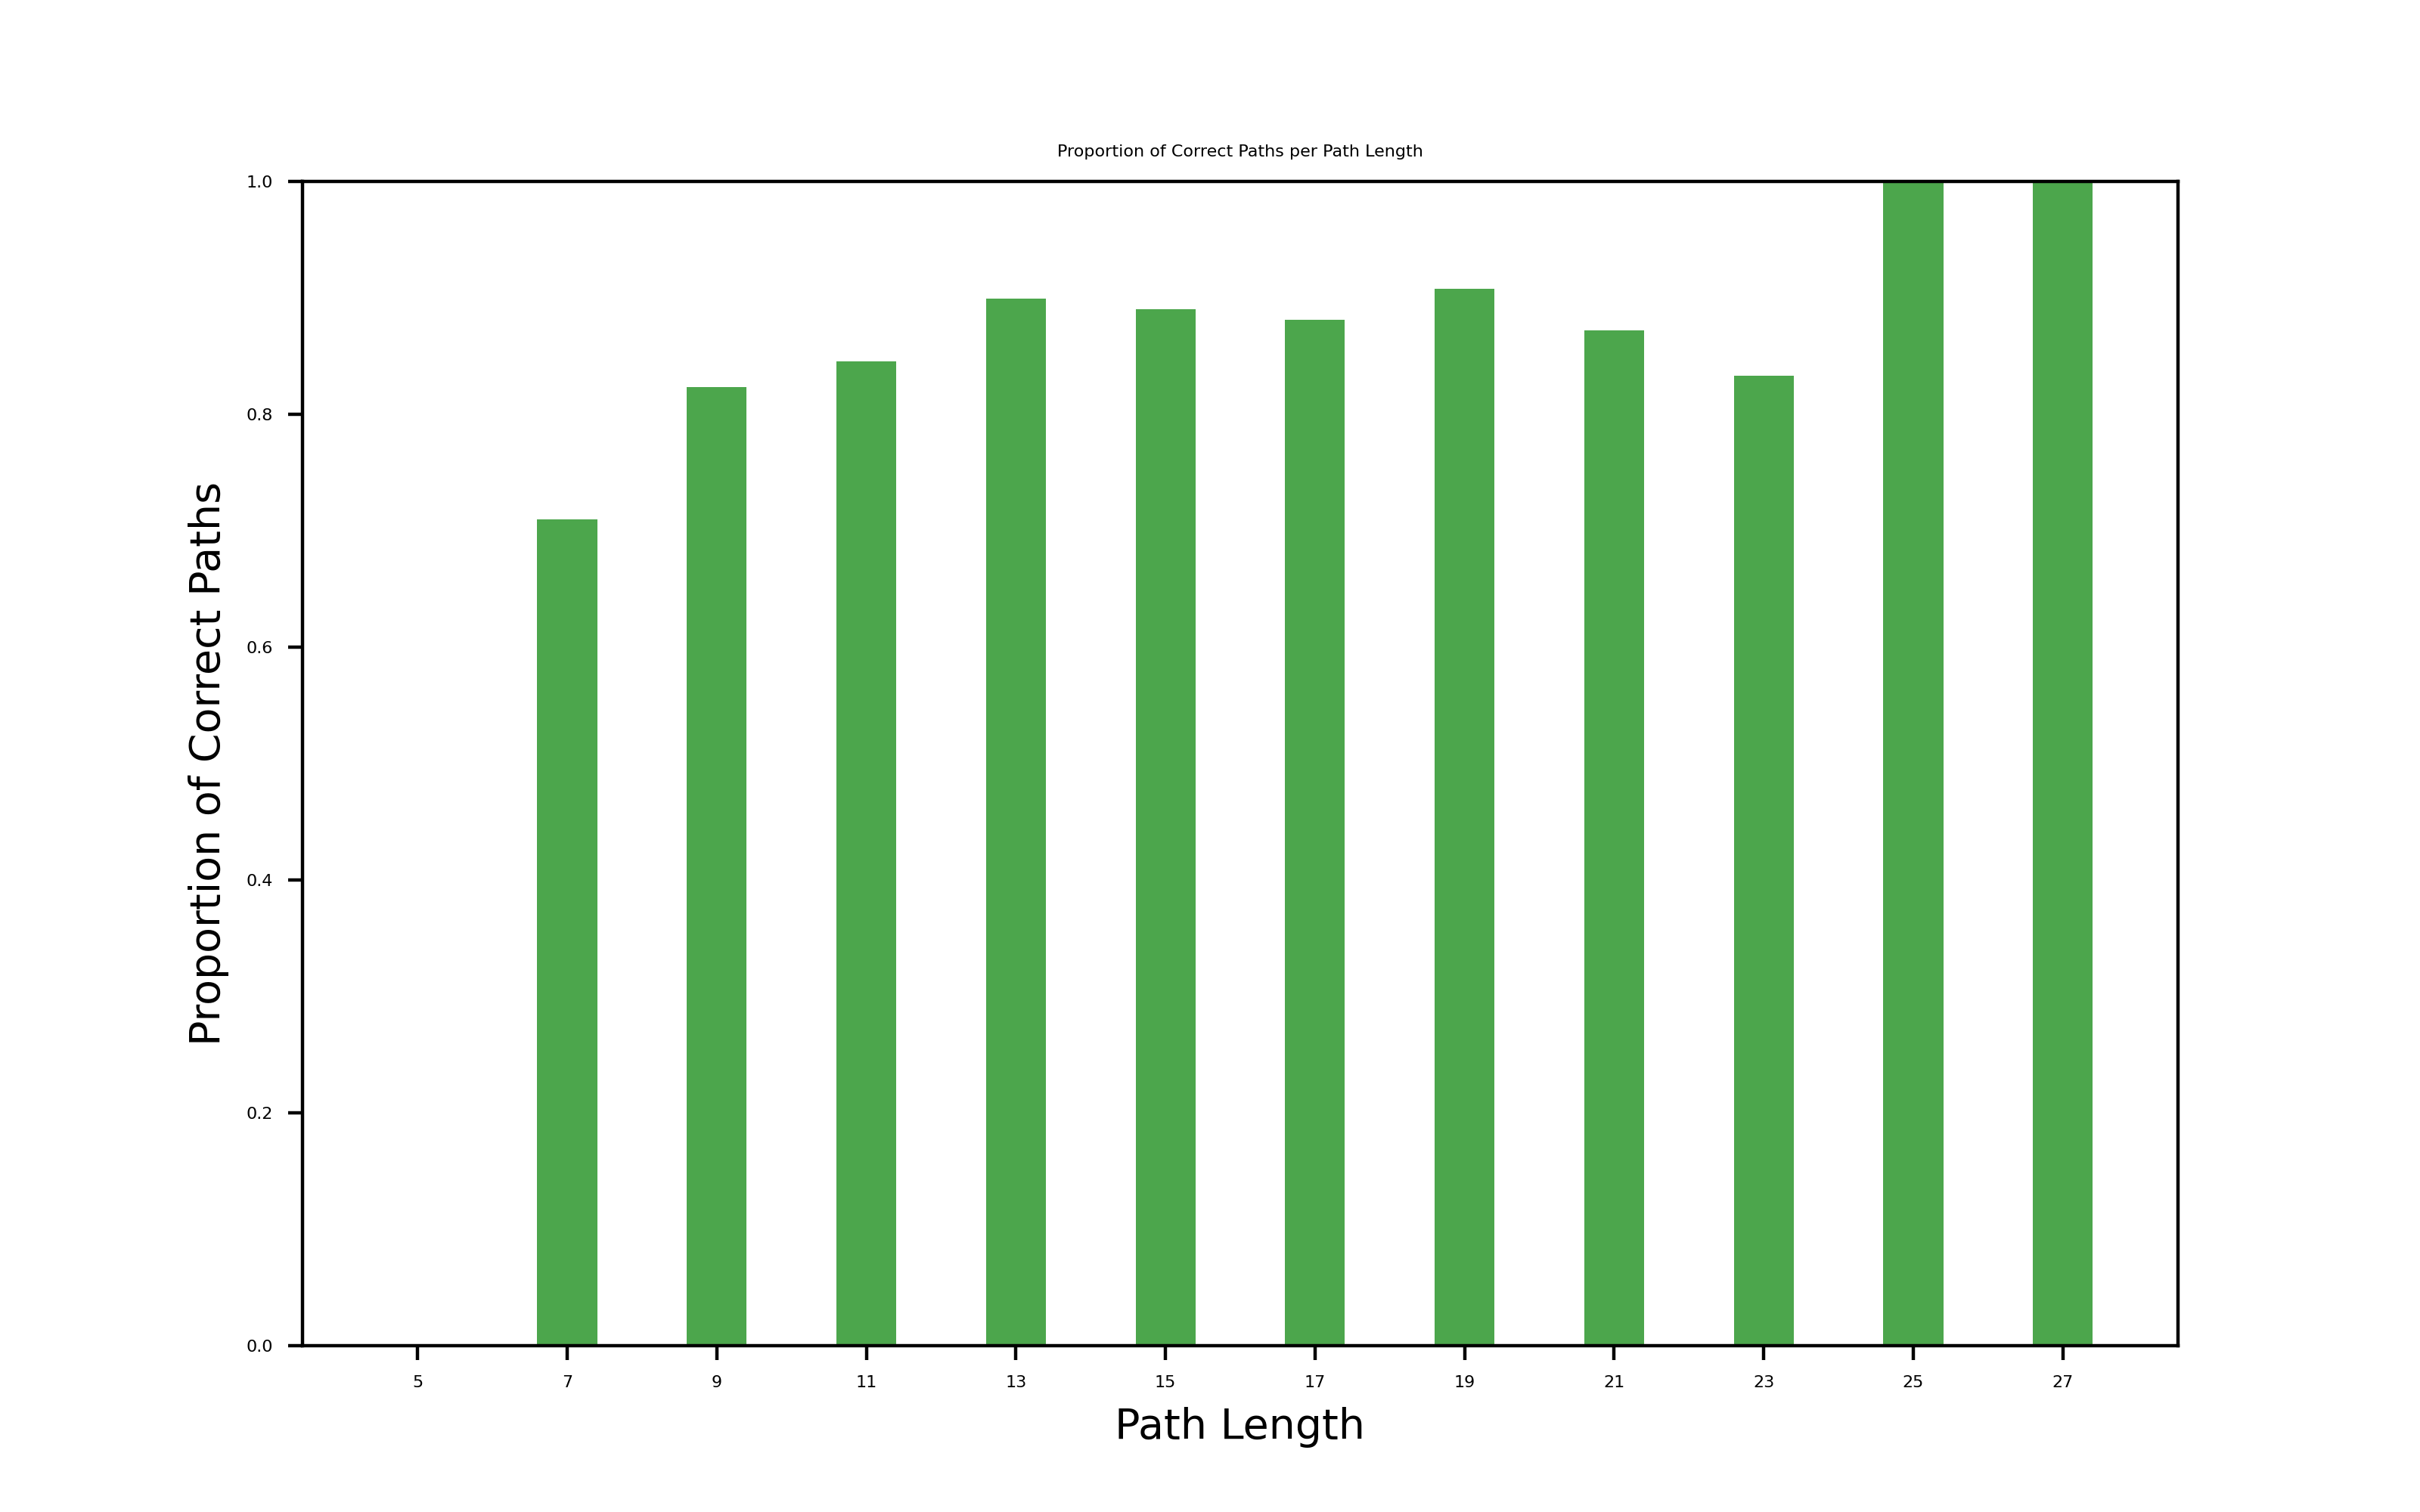 Proportion of Correct Paths per Path Length
1.0
0.8
0.6
0.4
0.2
0.0
Proportion of Correct Paths
5 7 9 11 13 15 17 19 21 23 25 27
Path Length